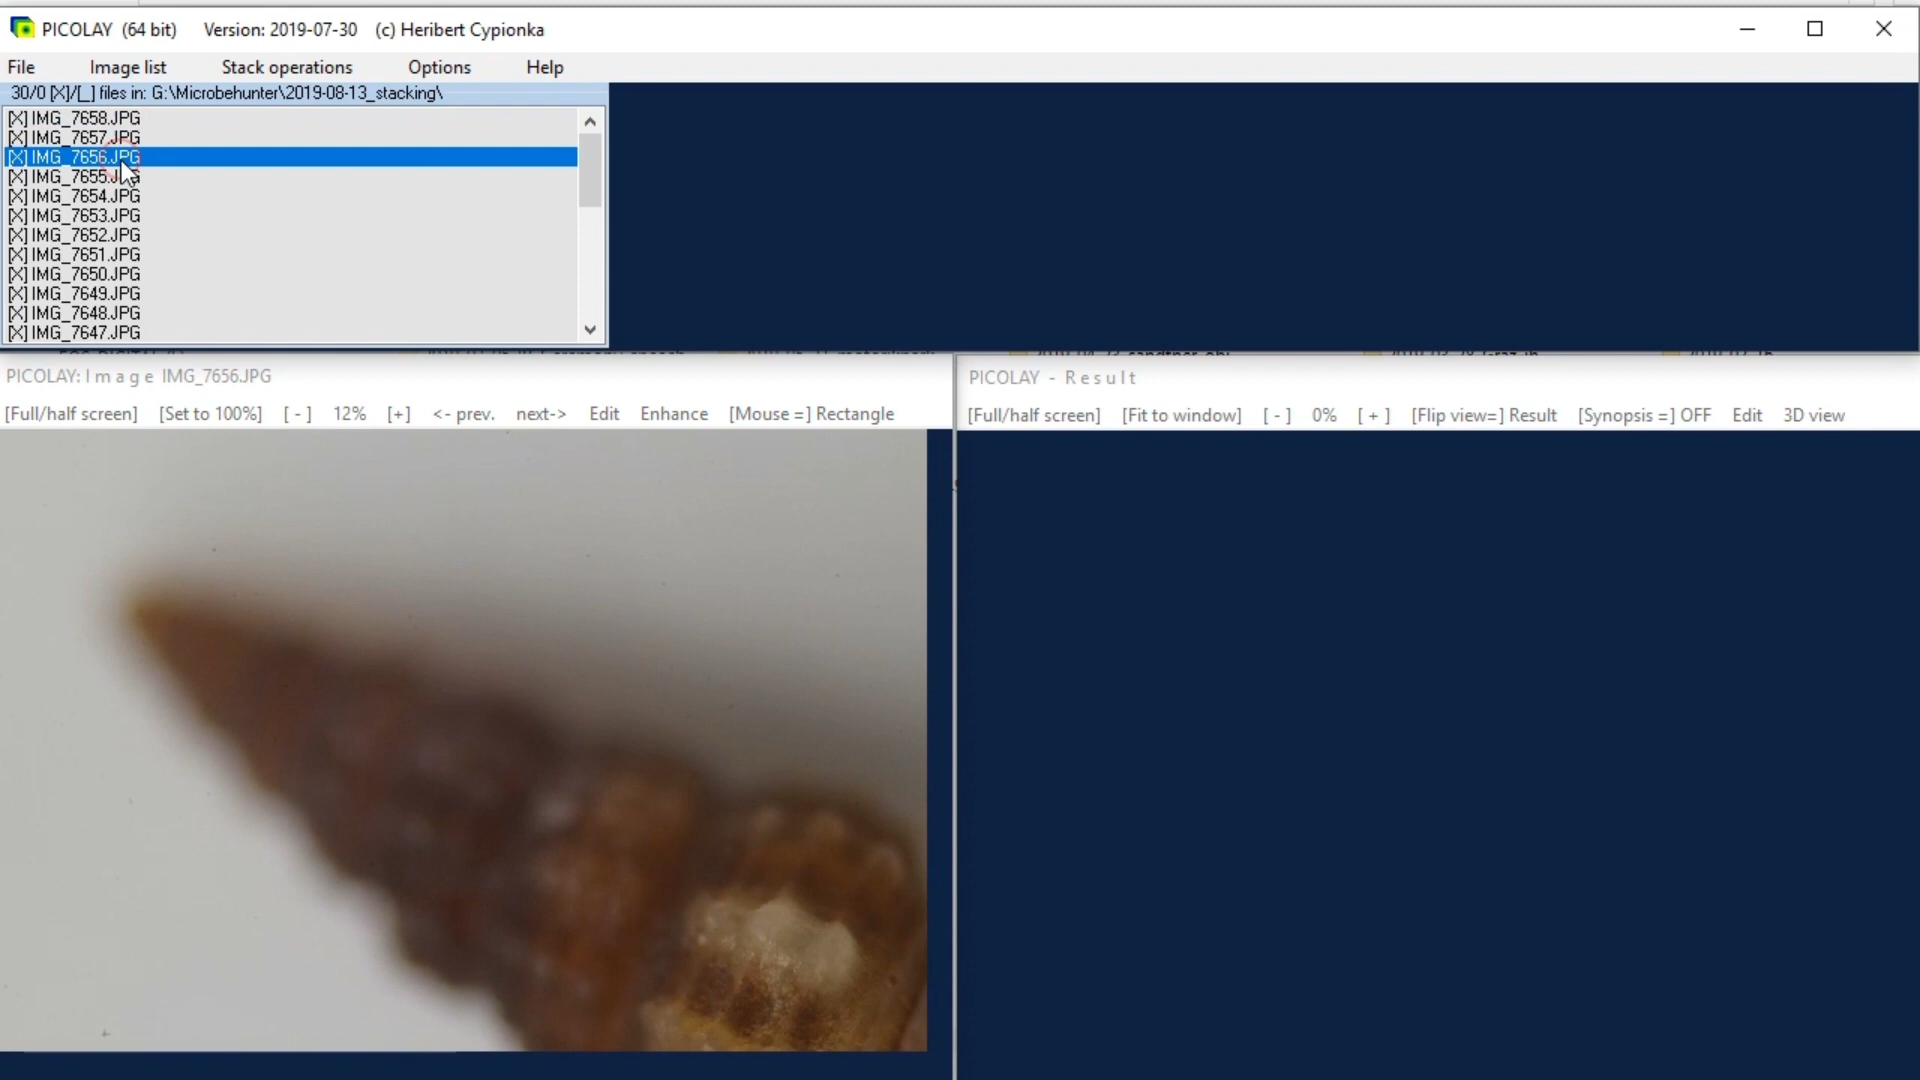 PICOLAY (64 bit) Version: 2019-07-30 (c) Heribert Cypionka
File Image list Stack operations Options Help
30/0 [X]/[_] files in: G:\Microbehunter\2019-08-13_stacking\
[X] IMG_7658.JPG
[X] IMG_7657.JPG
[X] IMG_7656.JPG
[X] IMG_7655.JPG
[X] IMG_7654.JPG
[X] IMG_7653.JPG
[X] IMG_7652.JPG
[X] IMG_7651.JPG
[X] IMG_7650.JPG
[X] IMG_7649.JPG
[X] IMG_7648.JPG
[X] IMG_7647.JPG
PICOLAY: I m a g e IMG_7656.JPG
[Full/half screen] [Set to 100%] [ - ] 12% [+] <- prev. next-> Edit Enhance [Mouse =] Rectangle
PICOLAY - R e s u l t
[Full/half screen] [Fit to window] [ - ] 0% [ + ] [Flip view=] Result [Synopsis =] OFF Edit 3D view